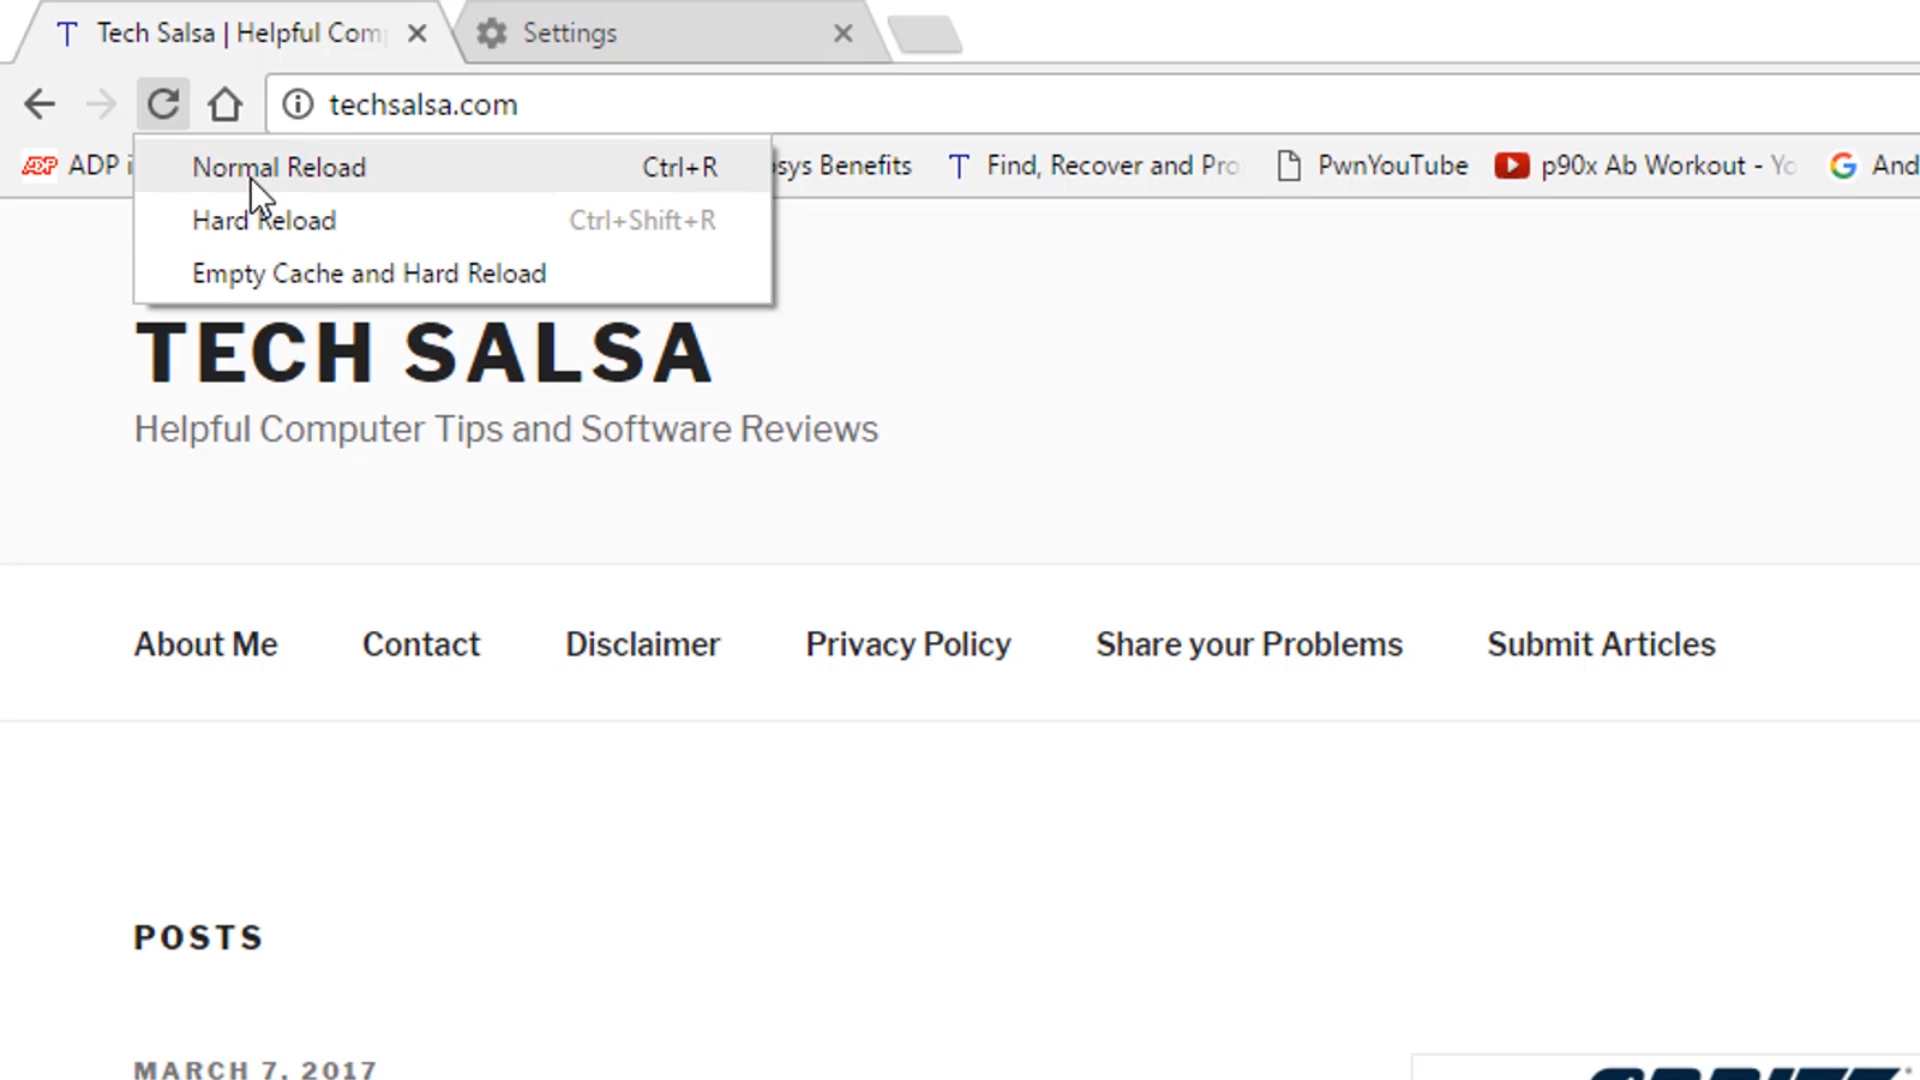 Tech Salsa | Helpful Com
Settings
techsalsa.com
ADP
Normal Reload Ctrl+R
Hard Reload Ctrl+Shift+R
Empty Cache and Hard Reload
sys Benefits
Find, Recover and Pro
PwnYouTube
p90x Ab Workout - Yo
And
TECH SALSA
Helpful Computer Tips and Software Reviews
About Me
Contact
Disclaimer
Privacy Policy
Share your Problems
Submit Articles
POSTS
MARCH 7, 2017